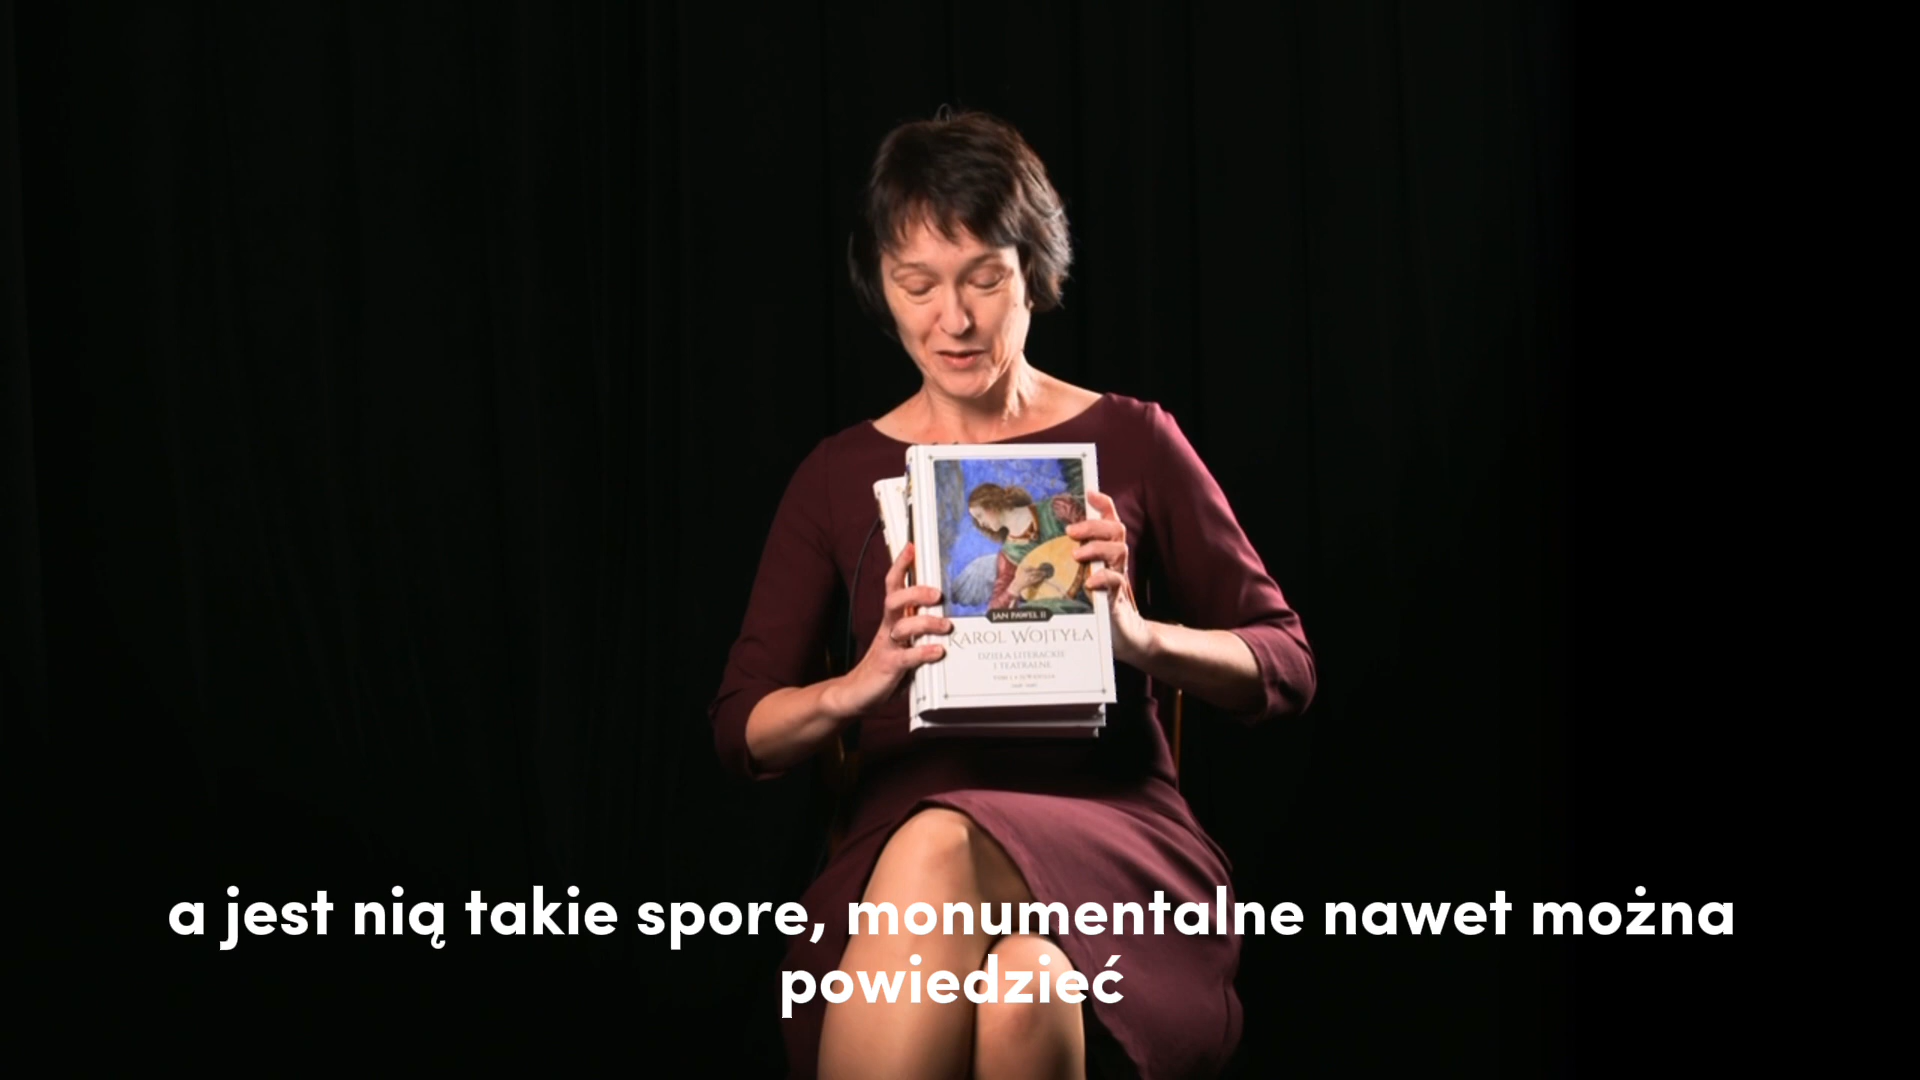 JAN PAWEŁ II
KAROL WOJTYŁA
DZIEŁA LITERACKIE
I TEATRALNE
a jest nią takie spore, monumentalne nawet można
powiedzieć